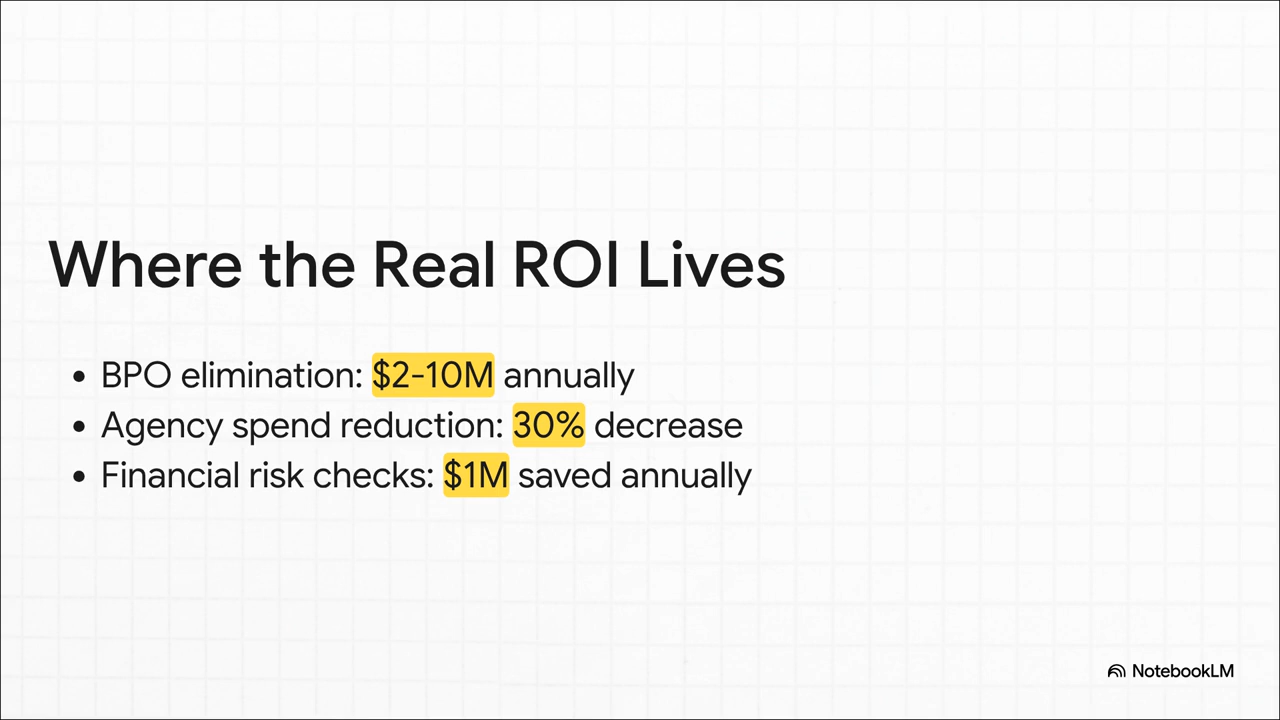 Where the Real ROI Lives
• BPO elimination: $2-10M annually
• Agency spend reduction: 30% decrease
• Financial risk checks: $1M saved annually
NotebookLM